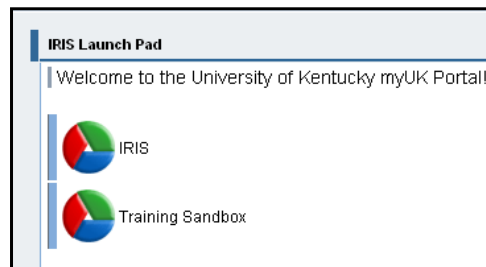 IRIS Launch Pad
Welcome to the University of Kentucky myUK Portal!
IRIS
Training Sandbox